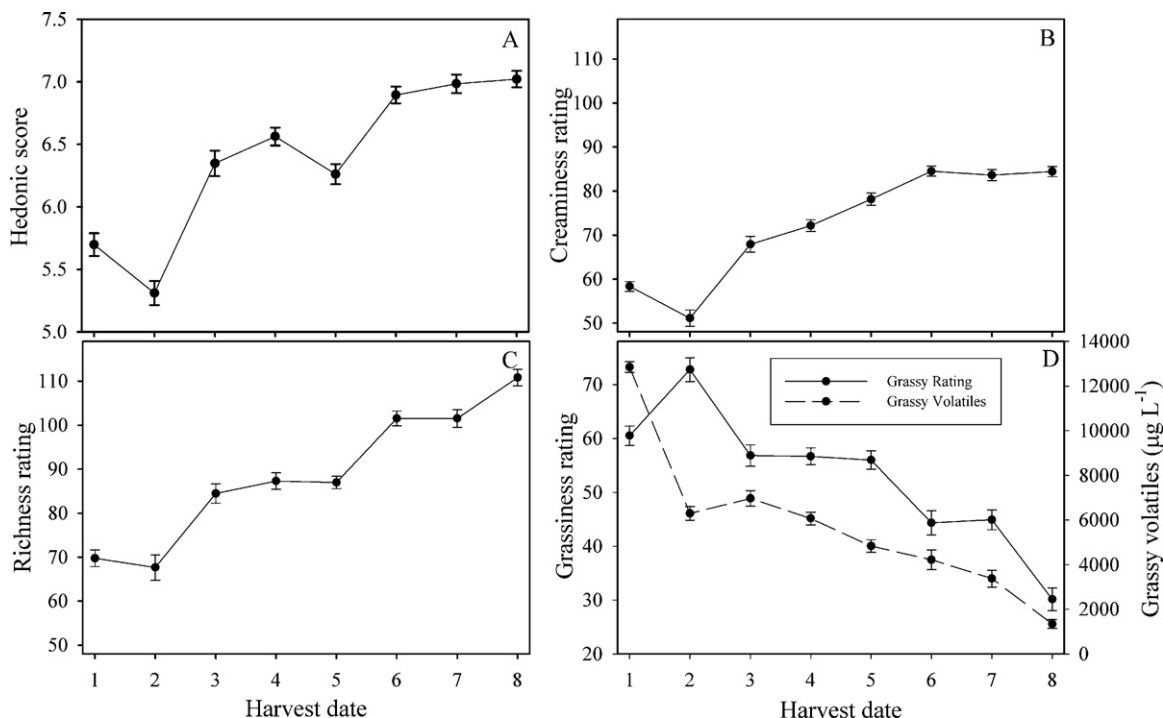 A
Hedonic score
7.5
7.0
6.5
6.0
5.5
5.0
B
Creaminess rating
110
100
90
80
70
60
50
C
Richness rating
110
100
90
80
70
60
50
1 2 3 4 5 6 7 8
Harvest date
D
Grassy Rating
Grassy Volatiles
Grassiness rating
70
60
50
40
30
20
14000
12000
10000
8000
6000
4000
2000
0
Grassy volatiles (µg L⁻¹)
1 2 3 4 5 6 7 8
Harvest date